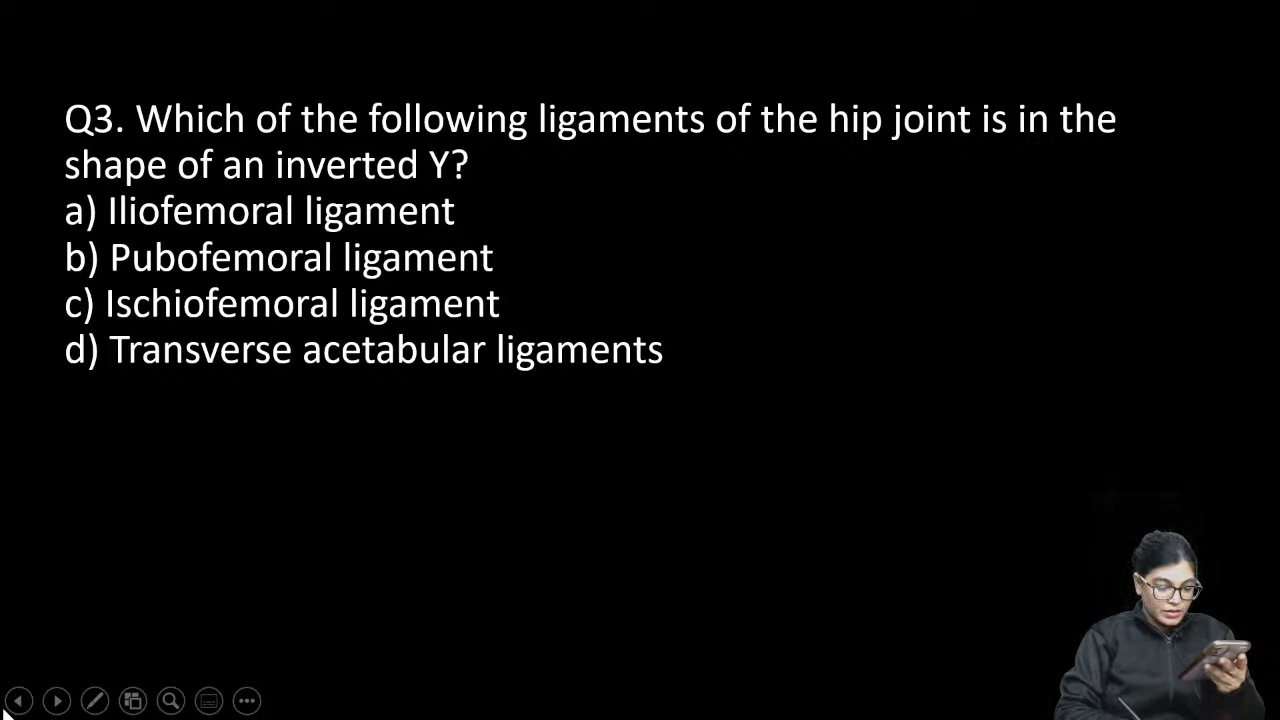 Q3. Which of the following ligaments of the hip joint is in the
shape of an inverted Y?
a) Iliofemoral ligament
b) Pubofemoral ligament
c) Ischiofemoral ligament
d) Transverse acetabular ligaments